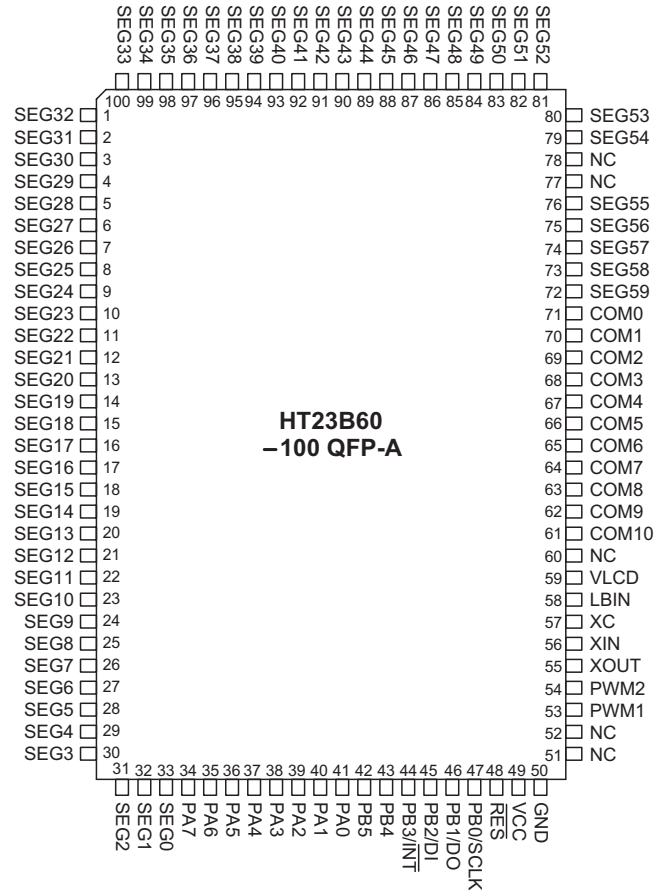 SEG33
SEG34
SEG35
SEG36
SEG37
SEG38
SEG39
SEG40
SEG41
SEG42
SEG43
SEG44
SEG45
SEG46
SEG47
SEG48
SEG49
SEG50
SEG51
SEG52
100 99 98 97 96 95 94 93 92 91 90 89 88 87 86 85 84 83 82 81
SEG32 1
SEG31 2
SEG30 3
SEG29 4
SEG28 5
SEG27 6
SEG26 7
SEG25 8
SEG24 9
SEG23 10
SEG22 11
SEG21 12
SEG20 13
SEG19 14
SEG18 15
SEG17 16
SEG16 17
SEG15 18
SEG14 19
SEG13 20
SEG12 21
SEG11 22
SEG10 23
SEG9 24
SEG8 25
SEG7 26
SEG6 27
SEG5 28
SEG4 29
SEG3 30
HT23B60
–100 QFP-A
80 SEG53
79 SEG54
78 NC
77 NC
76 SEG55
75 SEG56
74 SEG57
73 SEG58
72 SEG59
71 COM0
70 COM1
69 COM2
68 COM3
67 COM4
66 COM5
65 COM6
64 COM7
63 COM8
62 COM9
61 COM10
60 NC
59 VLCD
58 LBIN
57 XC
56 XIN
55 XOUT
54 PWM2
53 PWM1
52 NC
51 NC
31 32 33 34 35 36 37 38 39 40 41 42 43 44 45 46 47 48 49 50
SEG2
SEG1
SEG0
PA7
PA6
PA5
PA4
PA3
PA2
PA1
PA0
PB5
PB4
PB3/INT
PB2/DI
PB1/DO
PB0/SCLK
RES
VCC
GND